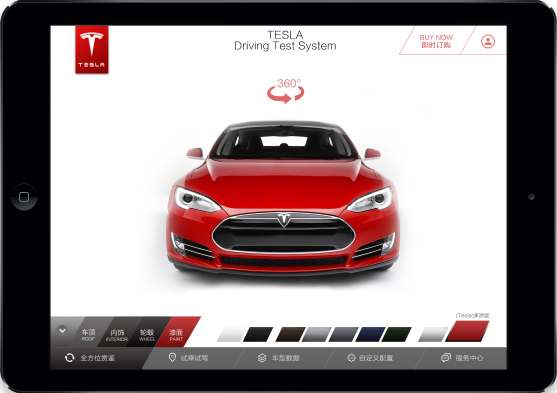 TESLA
TESLA
Driving Test System
BUY NOW
即时订购
360°
(Tesla)多涂层
车顶
ROOF
内饰
INTERIOR
轮毂
WHEEL
漆面
PAINT
全方位赏鉴
试乘试驾
车型数据
自定义配置
服务中心